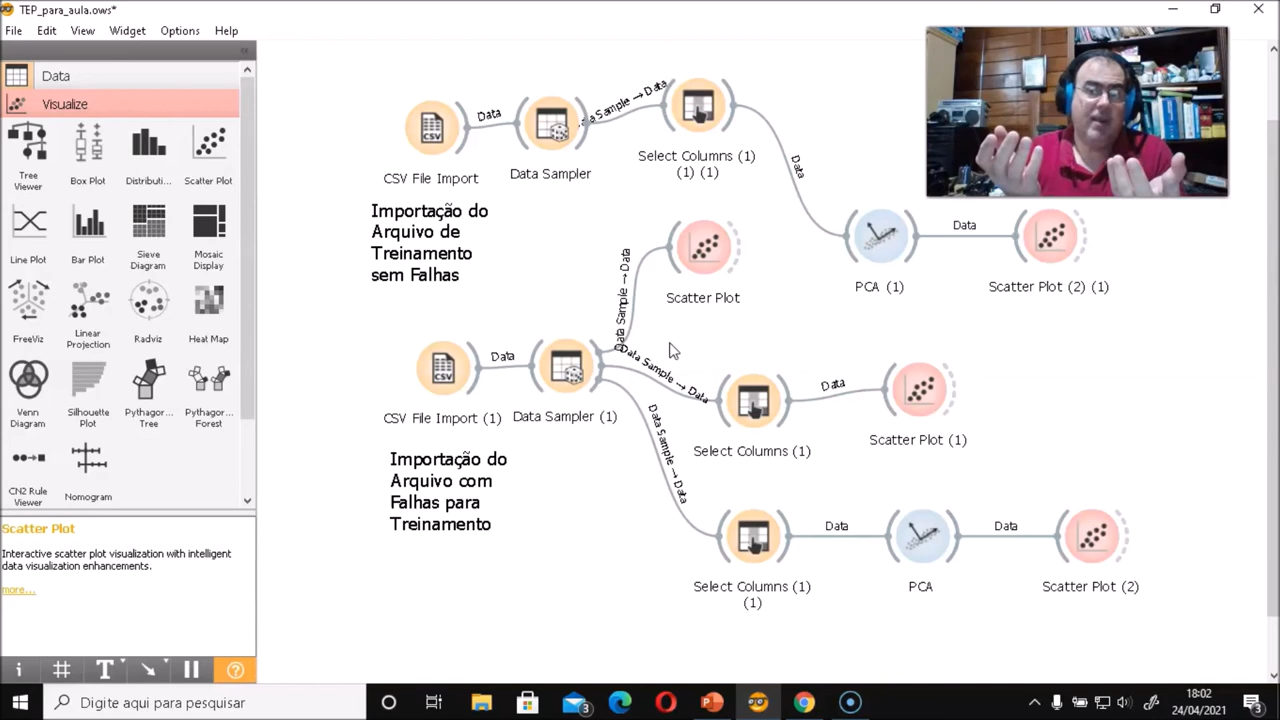 TEP_para_aula.ows*
File Edit View Widget Options Help
Data
Visualize
Tree
Viewer
Box Plot
Distributi...
Scatter Plot
Line Plot
Bar Plot
Sieve
Diagram
Mosaic
Display
FreeViz
Linear
Projection
Radviz
Heat Map
Venn
Diagram
Silhouette
Plot
Pythagor...
Tree
Pythagor...
Forest
CN2 Rule
Viewer
Nomogram
Scatter Plot
Interactive scatter plot visualization with intelligent
data visualization enhancements.
more...
CSV File Import
Data
Data Sampler
Data Sample → Data
Select Columns (1)
(1) (1)
Data
PCA (1)
Data
Scatter Plot (2) (1)
Importação do
Arquivo de
Treinamento
sem Falhas
Data Sample → Data
Scatter Plot
CSV File Import (1)
Data
Data Sampler (1)
Data Sample → Data
Select Columns (1)
Data
Scatter Plot (1)
Importação do
Arquivo com
Falhas para
Treinamento
Data Sample → Data
Select Columns (1)
(1)
Data
PCA
Data
Scatter Plot (2)
Digite aqui para pesquisar
3
18:02
24/04/2021
3